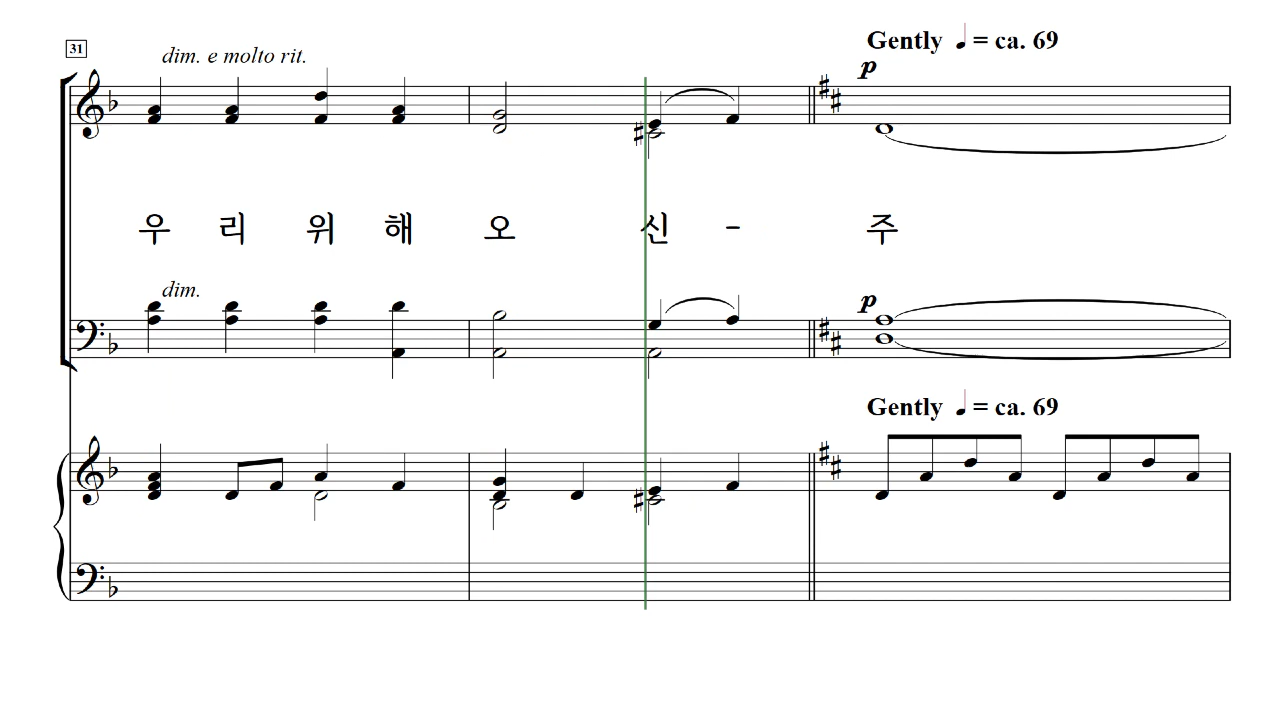 Gently ♩ = ca. 69
31
dim. e molto rit.
p
우 리 위 해 오 신 - 주
dim.
p
Gently ♩ = ca. 69